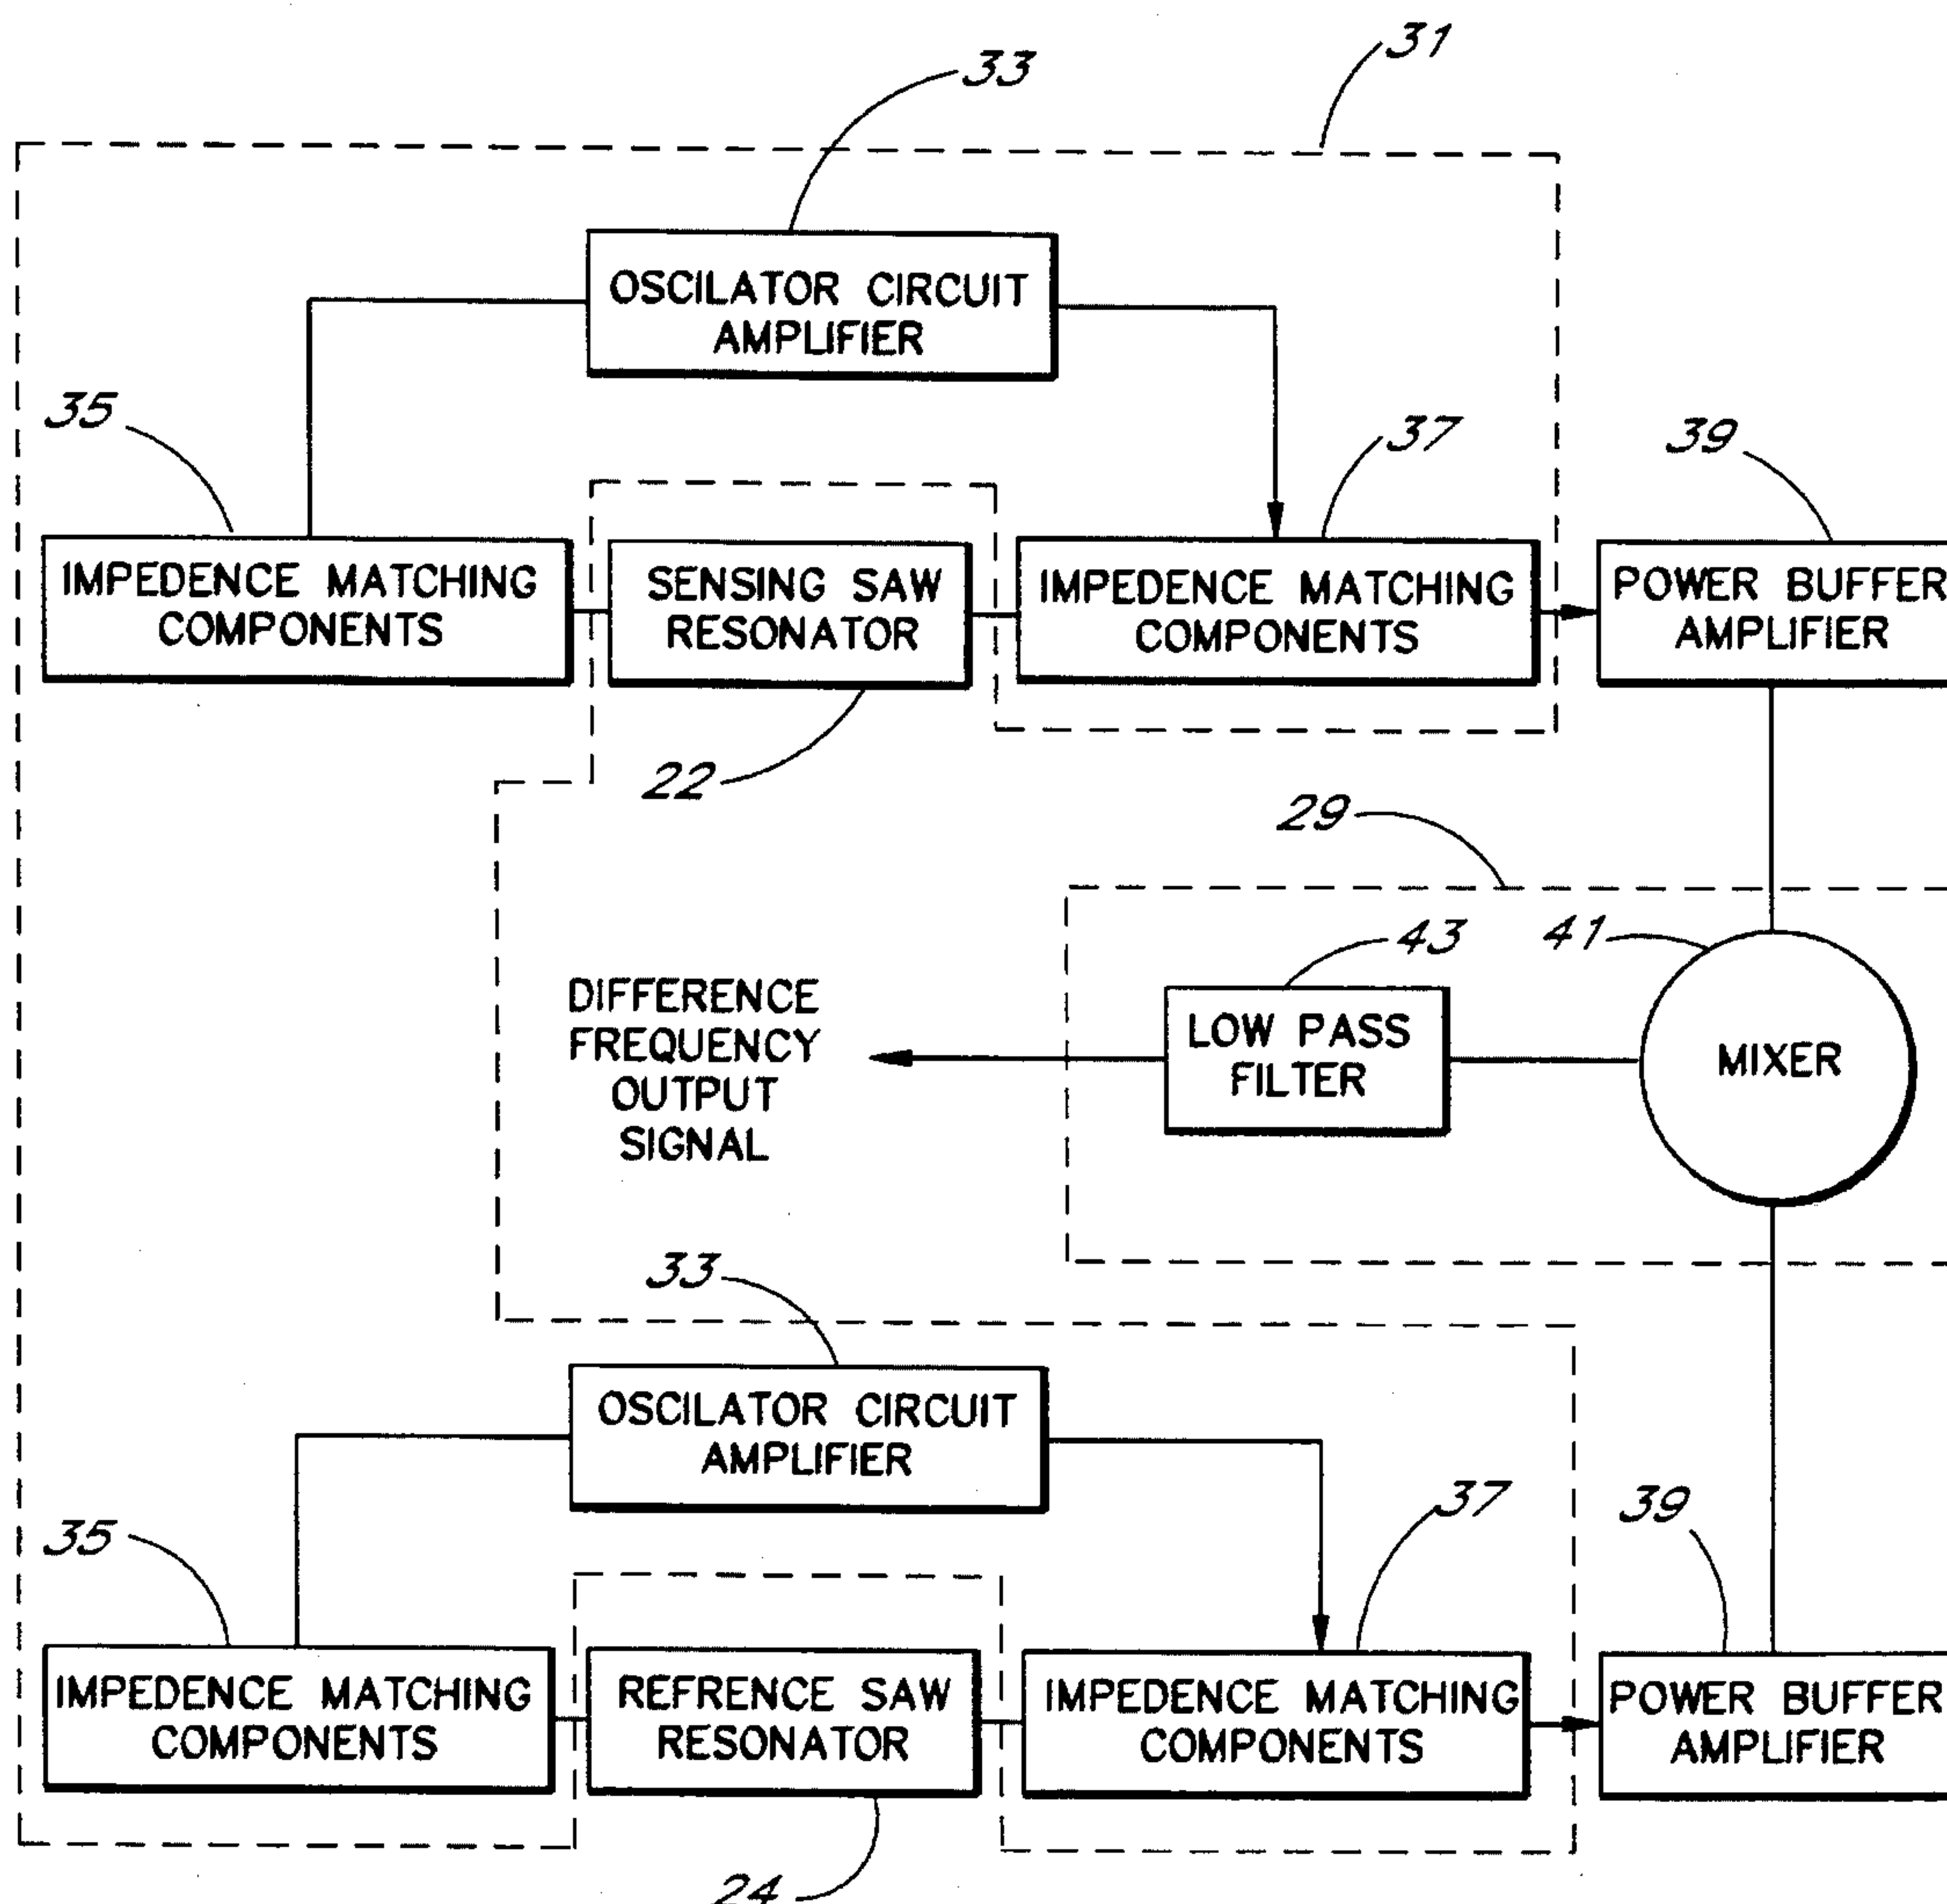 31
33
OSCILATOR CIRCUIT
AMPLIFIER
35
37
39
IMPEDENCE MATCHING
COMPONENTS
SENSING SAW
RESONATOR
IMPEDENCE MATCHING
COMPONENTS
POWER BUFFER
AMPLIFIER
22
29
43
41
DIFFERENCE
FREQUENCY
OUTPUT
SIGNAL
LOW PASS
FILTER
MIXER
33
OSCILATOR CIRCUIT
AMPLIFIER
35
37
39
IMPEDENCE MATCHING
COMPONENTS
REFRENCE SAW
RESONATOR
IMPEDENCE MATCHING
COMPONENTS
POWER BUFFER
AMPLIFIER
24